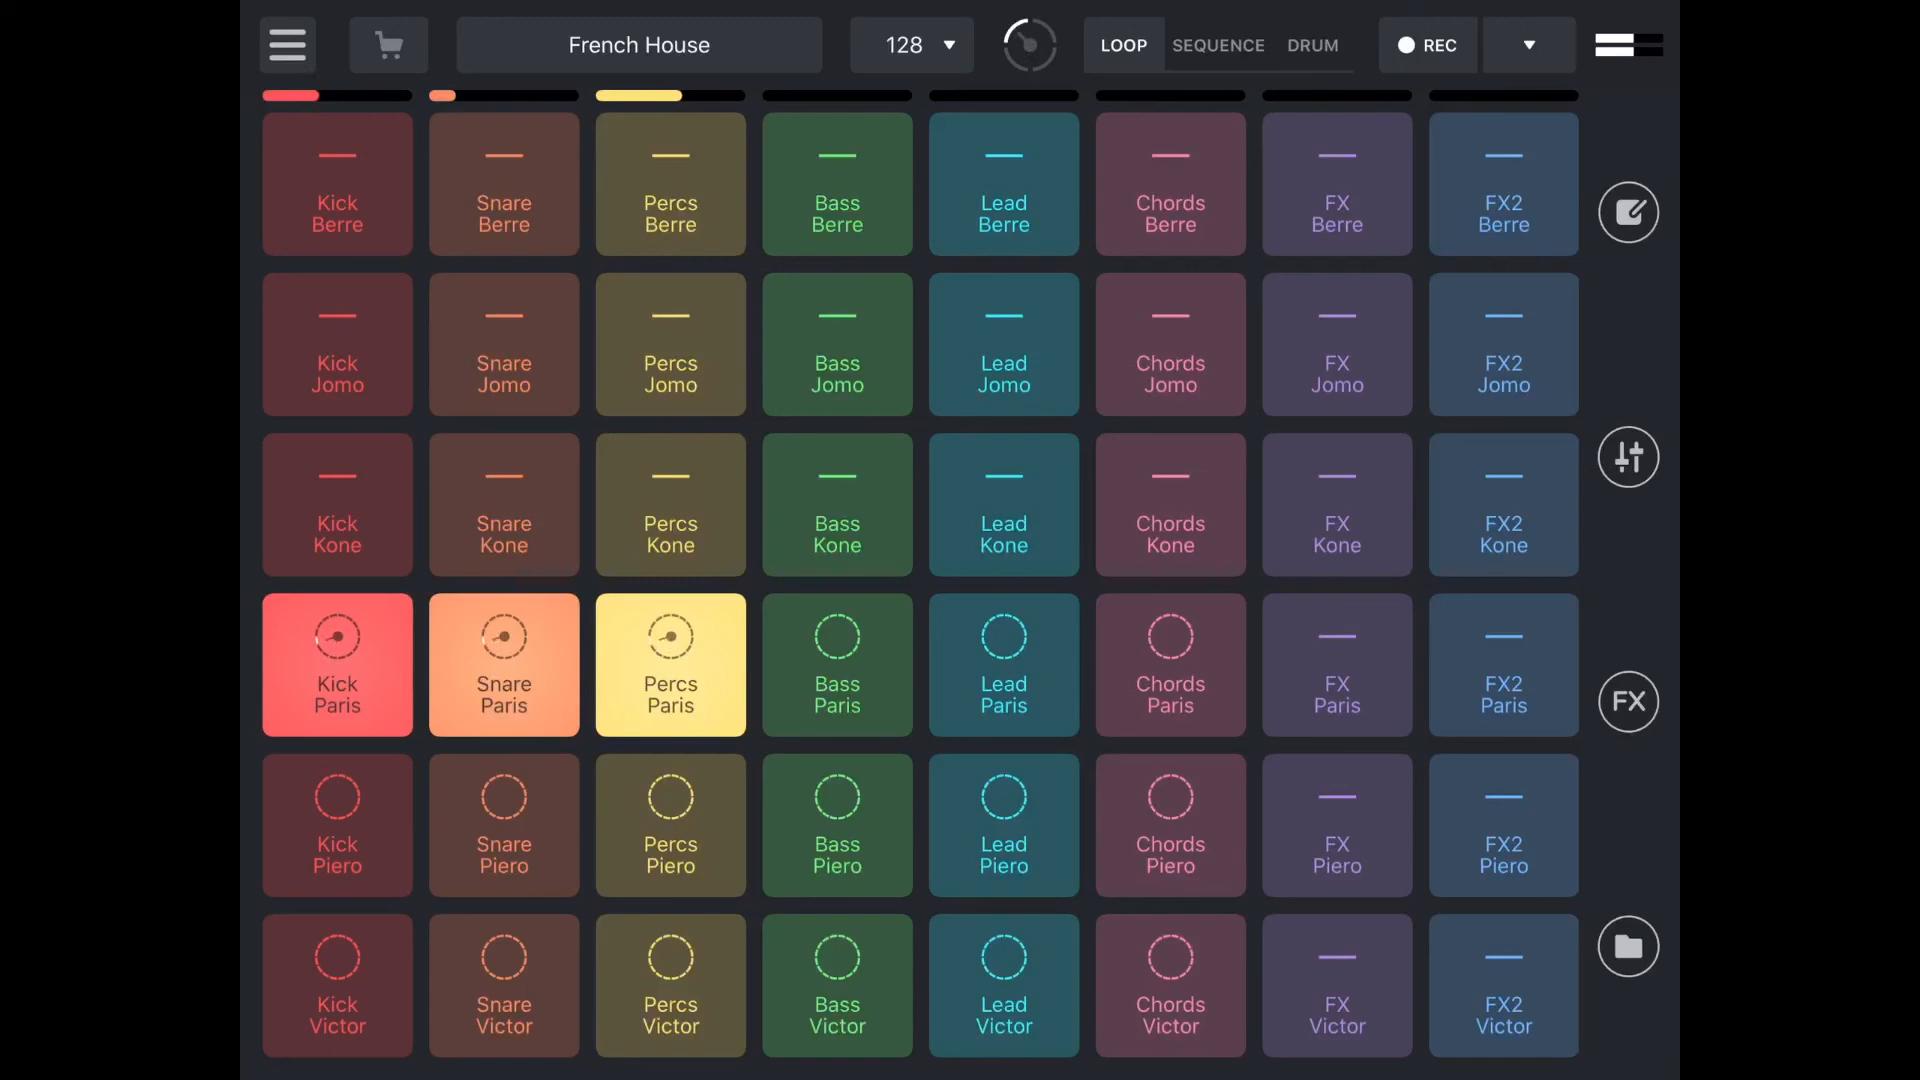 French House
128
LOOP
SEQUENCE
DRUM
REC
Kick
Berre
Snare
Berre
Percs
Berre
Bass
Berre
Lead
Berre
Chords
Berre
FX
Berre
FX2
Berre
Kick
Jomo
Snare
Jomo
Percs
Jomo
Bass
Jomo
Lead
Jomo
Chords
Jomo
FX
Jomo
FX2
Jomo
Kick
Kone
Snare
Kone
Percs
Kone
Bass
Kone
Lead
Kone
Chords
Kone
FX
Kone
FX2
Kone
Kick
Paris
Snare
Paris
Percs
Paris
Bass
Paris
Lead
Paris
Chords
Paris
FX
Paris
FX2
Paris
FX
Kick
Piero
Snare
Piero
Percs
Piero
Bass
Piero
Lead
Piero
Chords
Piero
FX
Piero
FX2
Piero
Kick
Victor
Snare
Victor
Percs
Victor
Bass
Victor
Lead
Victor
Chords
Victor
FX
Victor
FX2
Victor